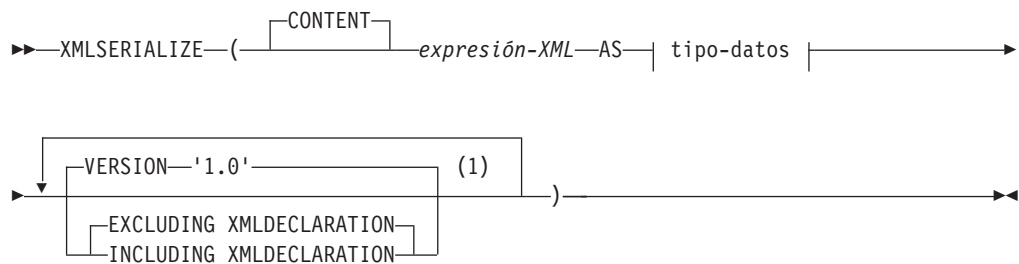 CONTENT
XMLSERIALIZE ( expresión-XML AS tipo-datos
VERSION '1.0' (1)
)
EXCLUDING XMLDECLARATION
INCLUDING XMLDECLARATION